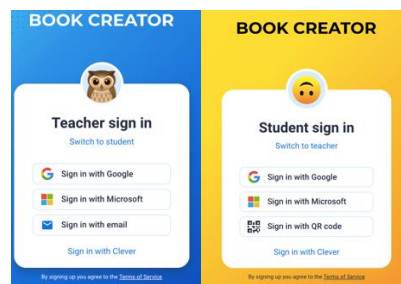 BOOK CREATOR
Teacher sign in
Switch to student
Sign in with Google
Sign in with Microsoft
Sign in with email
Sign in with Clever
By signing up you agree to the Terms of Service
BOOK CREATOR
Student sign in
Switch to teacher
Sign in with Google
Sign in with Microsoft
Sign in with QR code
Sign in with Clever
By signing up you agree to the Terms of Service